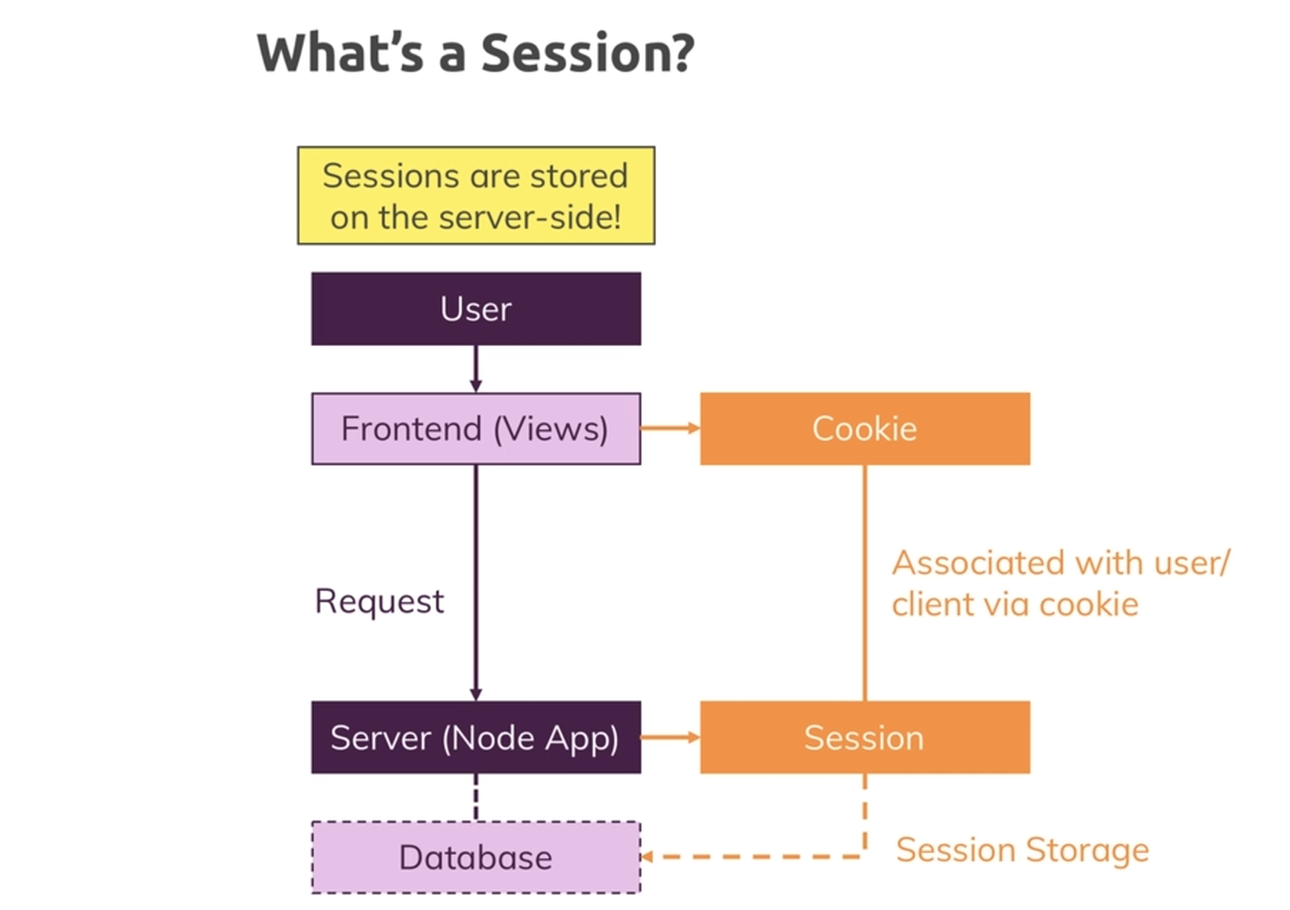 What’s a Session?
Sessions are stored
on the server-side!
User
Frontend (Views)
Cookie
Associated with user/
client via cookie
Request
Server (Node App)
Session
Database
Session Storage